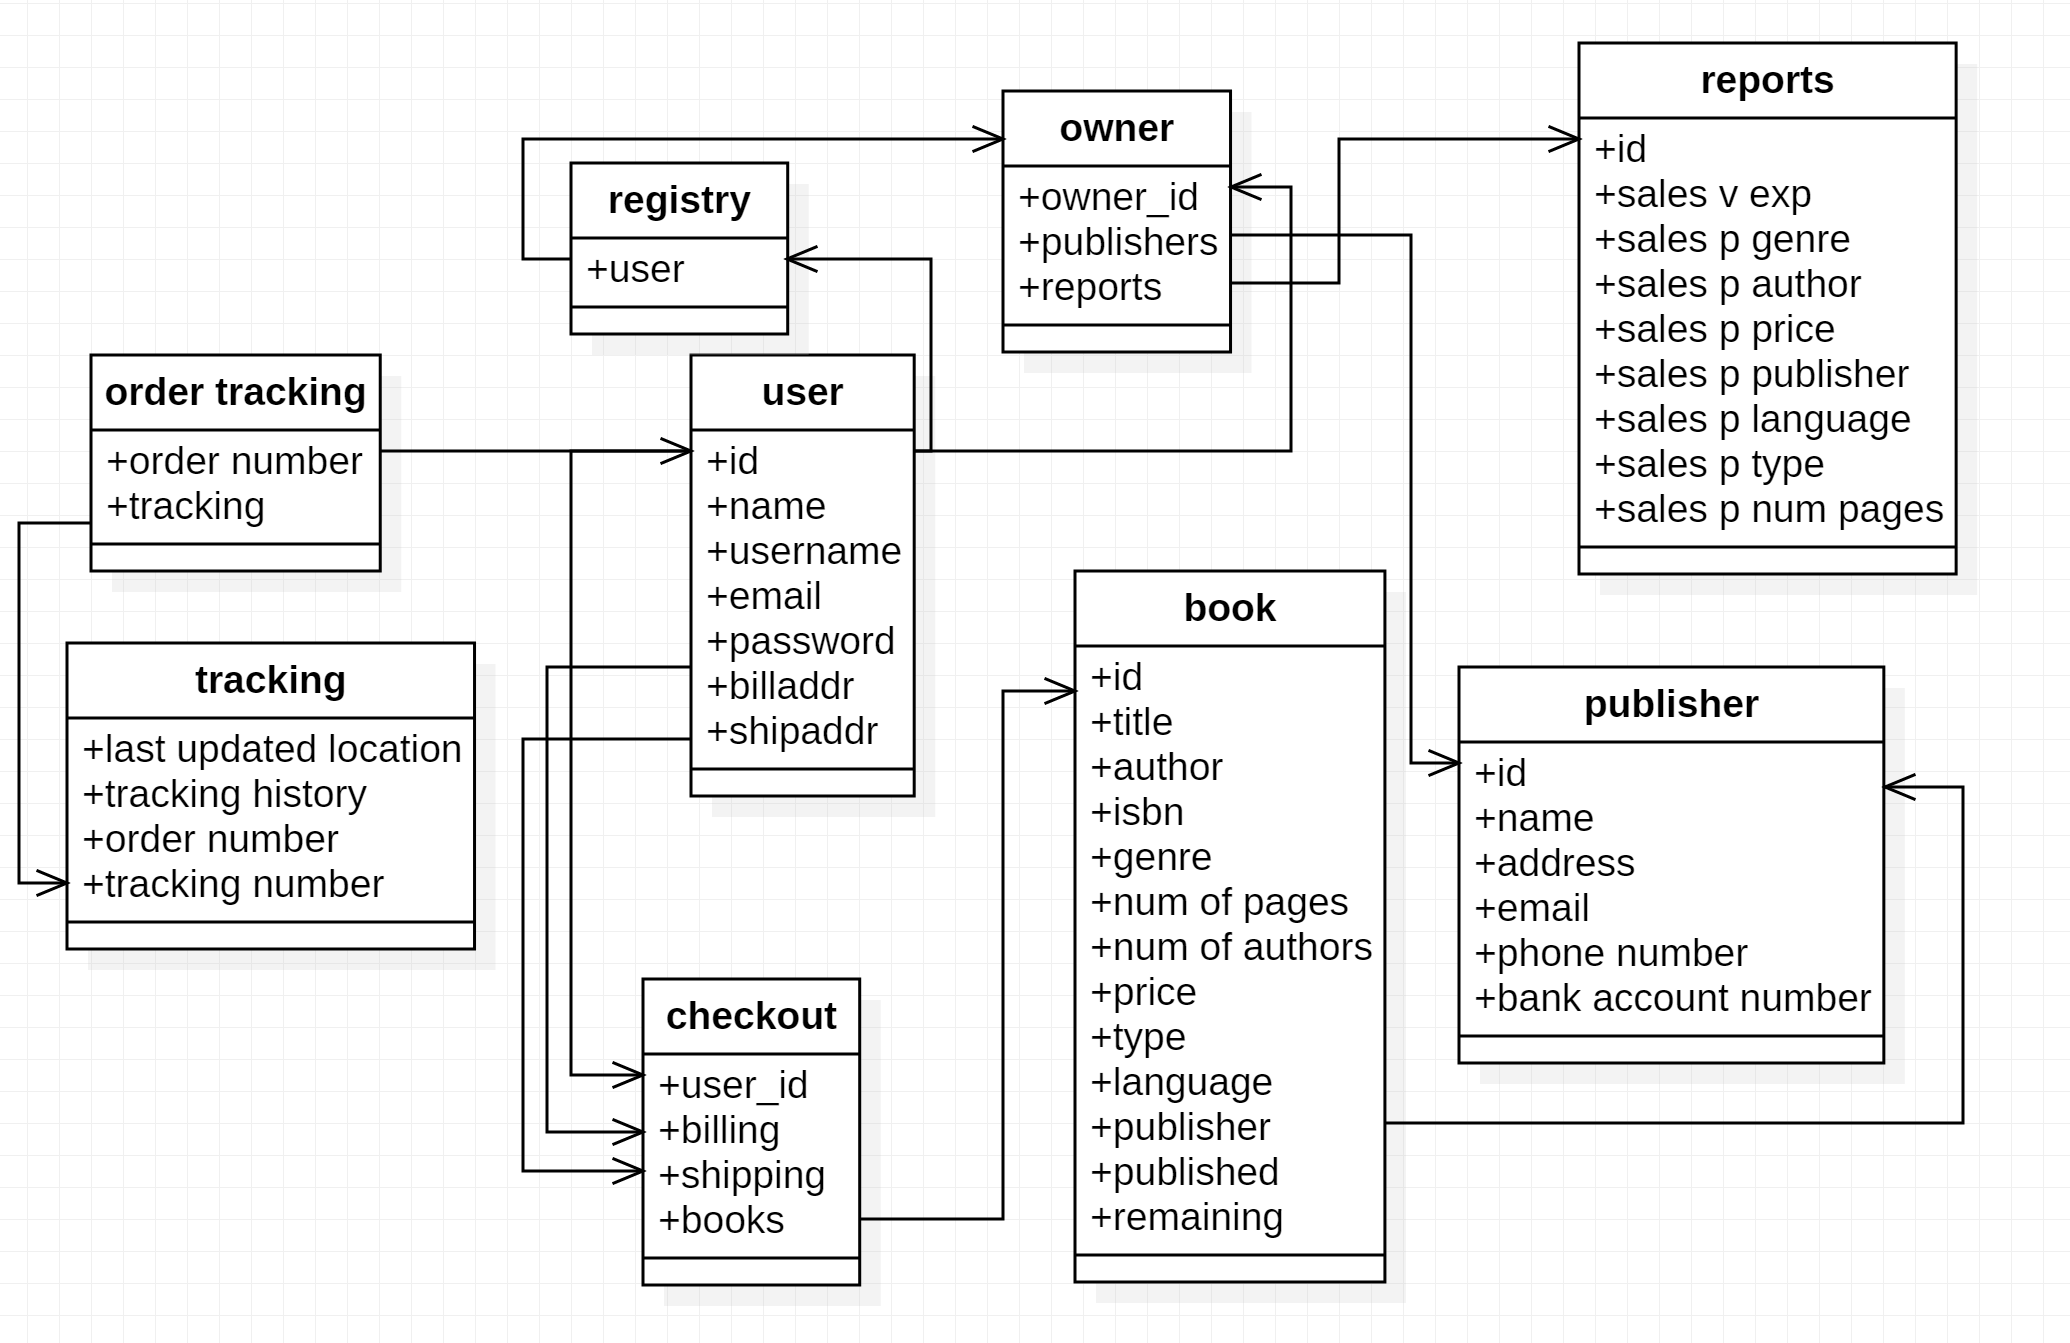 reports
+id
+sales v exp
+sales p genre
+sales p author
+sales p price
+sales p publisher
+sales p language
+sales p type
+sales p num pages
owner
+owner_id
+publishers
+reports
registry
+user
order tracking
+order number
+tracking
user
+id
+name
+username
+email
+password
+billaddr
+shipaddr
tracking
+last updated location
+tracking history
+order number
+tracking number
book
+id
+title
+author
+isbn
+genre
+num of pages
+num of authors
+price
+type
+language
+publisher
+published
+remaining
publisher
+id
+name
+address
+email
+phone number
+bank account number
checkout
+user_id
+billing
+shipping
+books